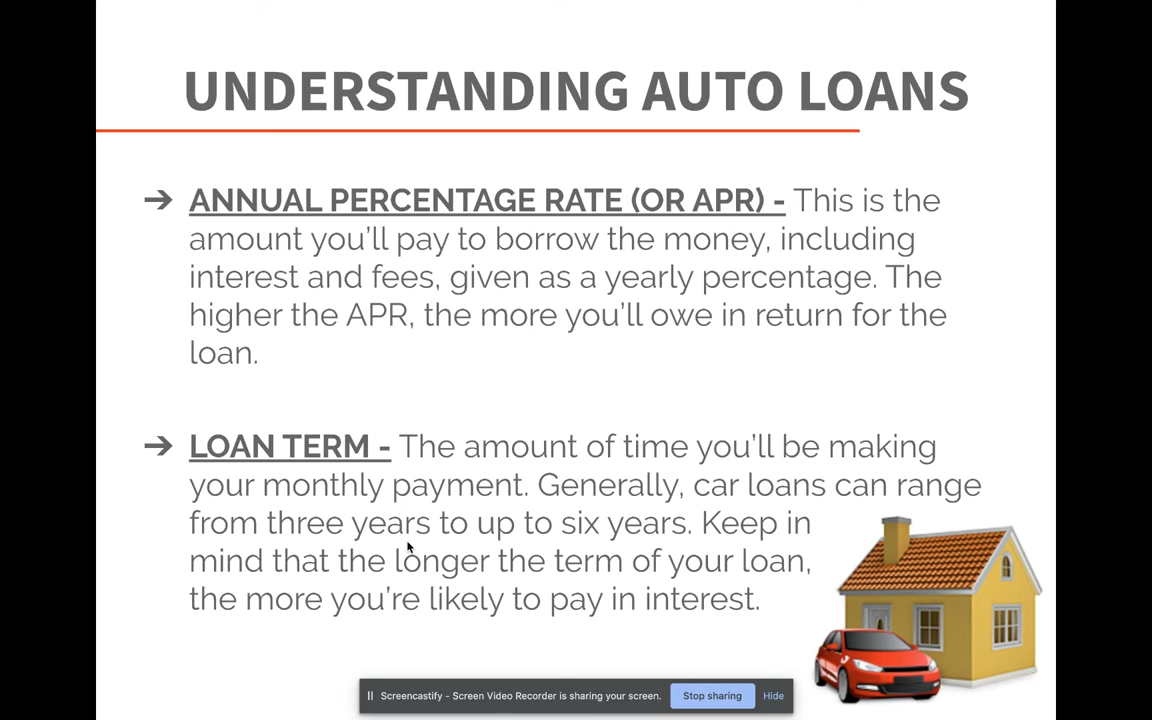 UNDERSTANDING AUTO LOANS
➔ ANNUAL PERCENTAGE RATE (OR APR) - This is the
amount you’ll pay to borrow the money, including
interest and fees, given as a yearly percentage. The
higher the APR, the more you’ll owe in return for the
loan.
➔ LOAN TERM - The amount of time you’ll be making
your monthly payment. Generally, car loans can range
from three years to up to six years. Keep in
mind that the longer the term of your loan,
the more you’re likely to pay in interest.
Screencastify - Screen Video Recorder is sharing your screen. Stop sharing Hide